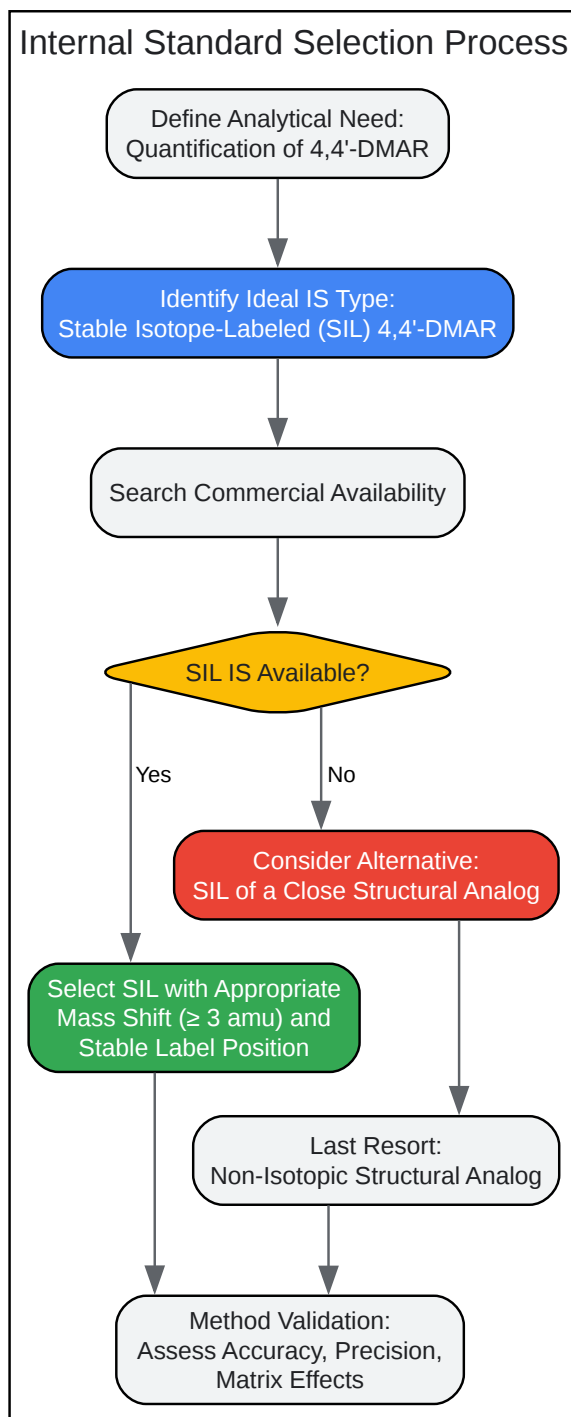 Internal Standard Selection Process
Define Analytical Need:
Quantification of 4,4'-DMAR
Identify Ideal IS Type:
Stable Isotope-Labeled (SIL) 4,4'-DMAR
Search Commercial Availability
SIL IS Available?
Yes
No
Consider Alternative:
SIL of a Close Structural Analog
Select SIL with Appropriate
Mass Shift (≥ 3 amu) and
Stable Label Position
Last Resort:
Non-Isotopic Structural Analog
Method Validation:
Assess Accuracy, Precision,
Matrix Effects